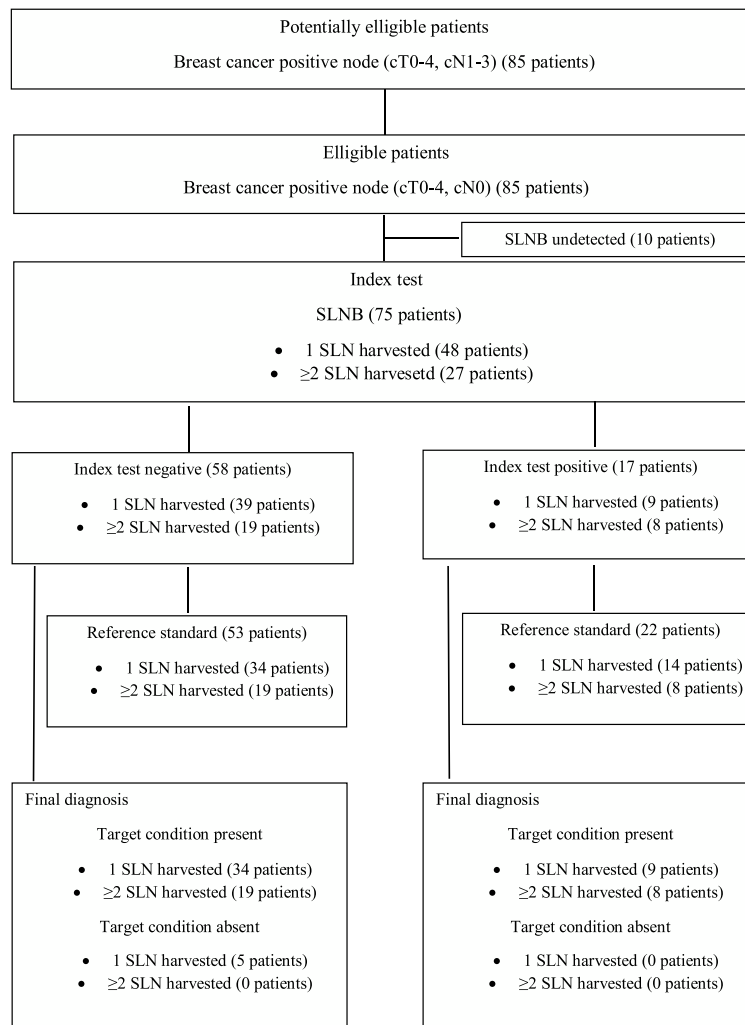 Potentially elligible patients
Breast cancer positive node (cT0-4, cN1-3) (85 patients)
Elligible patients
Breast cancer positive node (cT0-4, cN0) (85 patients)
SLNB undetected (10 patients)
Index test
SLNB (75 patients)
• 1 SLN harvested (48 patients)
• ≥2 SLN harvesetd (27 patients)
Index test negative (58 patients)
• 1 SLN harvested (39 patients)
• ≥2 SLN harvested (19 patients)
Index test positive (17 patients)
• 1 SLN harvested (9 patients)
• ≥2 SLN harvested (8 patients)
Reference standard (53 patients)
• 1 SLN harvested (34 patients)
• ≥2 SLN harvested (19 patients)
Reference standard (22 patients)
• 1 SLN harvested (14 patients)
• ≥2 SLN harvested (8 patients)
Final diagnosis
Target condition present
• 1 SLN harvested (34 patients)
• ≥2 SLN harvested (19 patients)
Target condition absent
• 1 SLN harvested (5 patients)
• ≥2 SLN harvested (0 patients)
Final diagnosis
Target condition present
• 1 SLN harvested (9 patients)
• ≥2 SLN harvested (8 patients)
Target condition absent
• 1 SLN harvested (0 patients)
• ≥2 SLN harvested (0 patients)